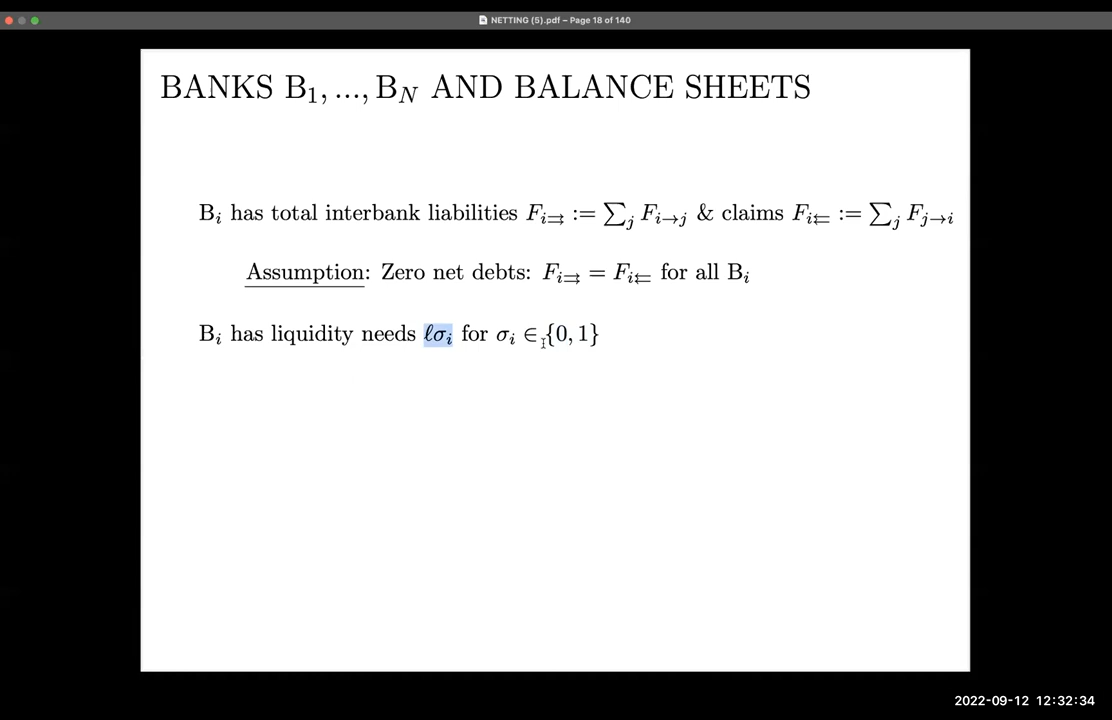 NETTING (5).pdf – Page 18 of 140
BANKS B₁, ..., B_N AND BALANCE SHEETS
Bᵢ has total interbank liabilities F_{i⇉} := ∑_j F_{i→j} & claims F_{i⇇} := ∑_j F_{j→i}
Assumption: Zero net debts: F_{i⇉} = F_{i⇇} for all Bᵢ
Bᵢ has liquidity needs ℓσᵢ for σᵢ ∈ {0, 1}
2022-09-12 12:32:34